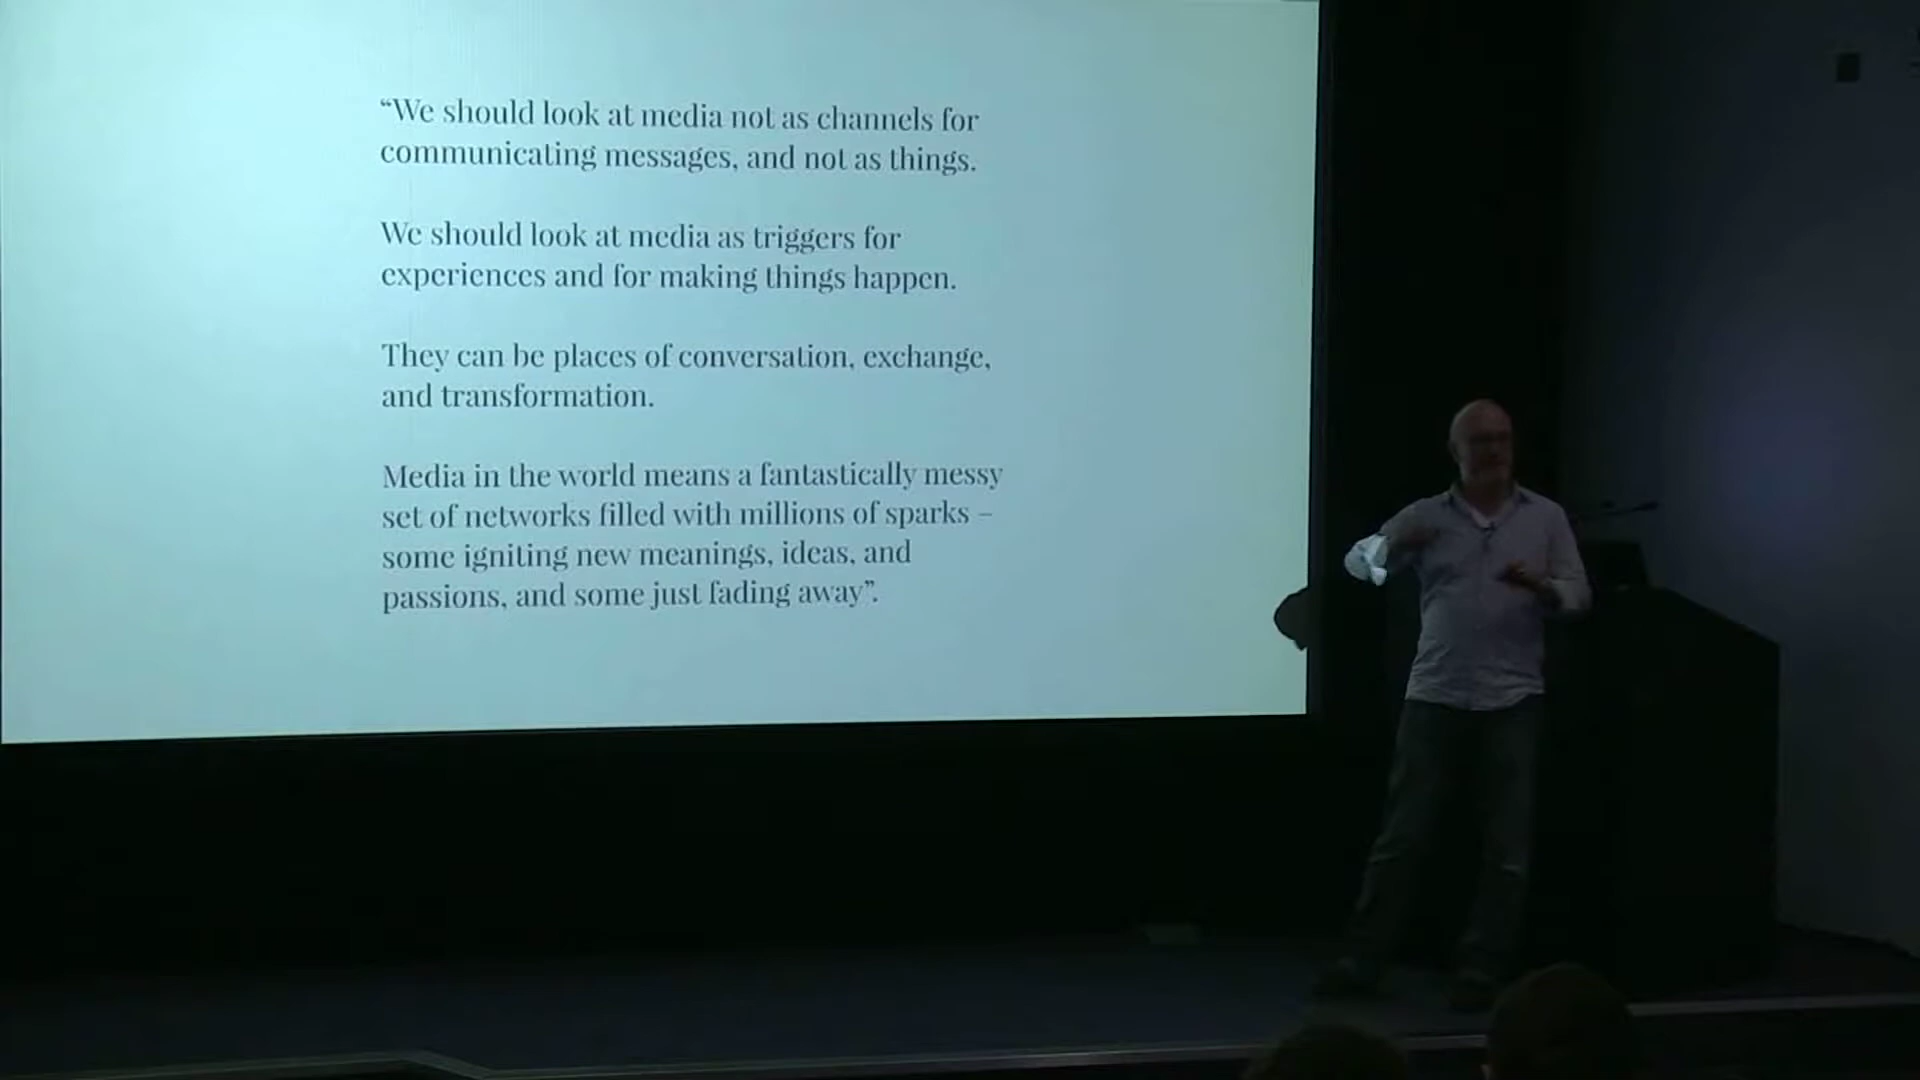 “We should look at media not as channels for
communicating messages, and not as things.
We should look at media as triggers for
experiences and for making things happen.
They can be places of conversation, exchange,
and transformation.
Media in the world means a fantastically messy
set of networks filled with millions of sparks –
some igniting new meanings, ideas, and
passions, and some just fading away”.